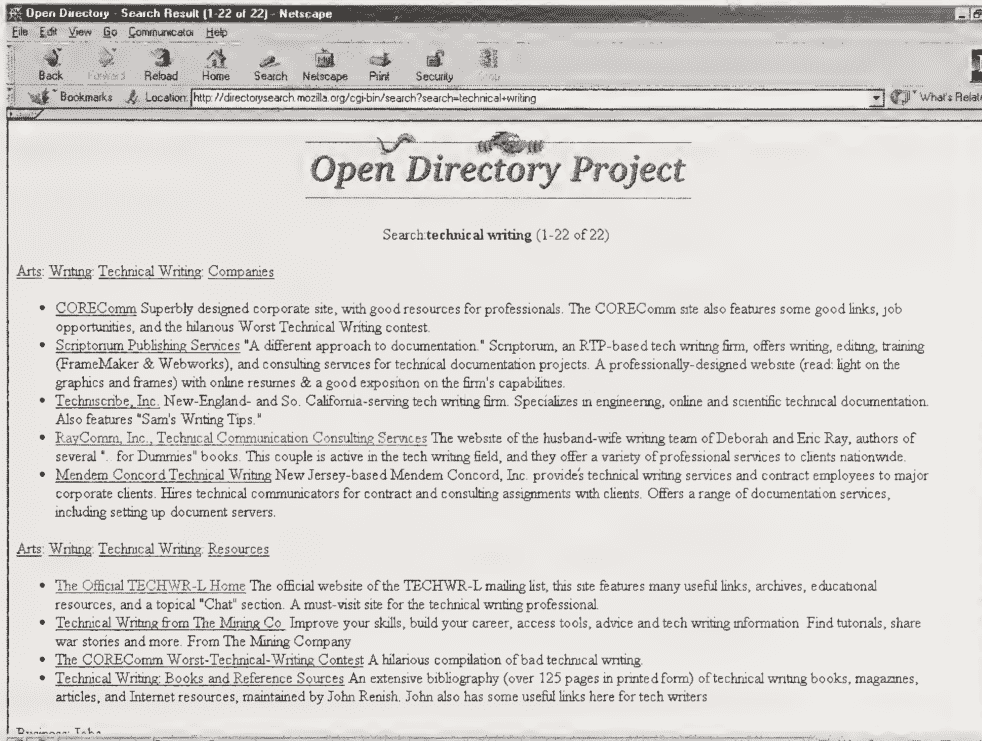 Open Directory - Search Result (1-22 of 22) - Netscape
File Edit View Go Communicator Help
Back Forward Reload Home Search Netscape Print Security Stop
Bookmarks Location: http://directorysearch.mozilla.org/cgi-bin/search?search=technical+writing What's Relat
Open Directory Project
Search:technical writing (1-22 of 22)
Arts: Writing: Technical Writing: Companies
• COREComm Superbly designed corporate site, with good resources for professionals. The COREComm site also features some good links, job
opportunities, and the hilarious Worst Technical Writing contest.
• Scriptorium Publishing Services "A different approach to documentation." Scriptorum, an RTP-based tech writing firm, offers writing, editing, training
(FrameMaker & Webworks), and consulting services for technical documentation projects. A professionally-designed website (read: light on the
graphics and frames) with online resumes & a good exposition on the firm's capabilities.
• Techniscribe, Inc. New-England- and So. California-serving tech writing firm. Specializes in engineering, online and scientific technical documentation.
Also features "Sam's Writing Tips."
• RayComm, Inc., Technical Communication Consulting Services The website of the husband-wife writing team of Deborah and Eric Ray, authors of
several ".. for Dummies" books. This couple is active in the tech writing field, and they offer a variety of professional services to clients nationwide.
• Mendem Concord Technical Writing New Jersey-based Mendem Concord, Inc. provide's technical writing services and contract employees to major
corporate clients. Hires technical communicators for contract and consulting assignments with clients. Offers a range of documentation services,
including setting up document servers.
Arts: Writing: Technical Writing: Resources
• The Official TECHWR-L Home The official website of the TECHWR-L mailing list, this site features many useful links, archives, educational
resources, and a topical "Chat" section. A must-visit site for the technical writing professional.
• Technical Writing from The Mining Co. Improve your skills, build your career, access tools, advice and tech writing information Find tutorials, share
war stories and more. From The Mining Company
• The COREComm Worst-Technical-Writing Contest A hilarious compilation of bad technical writing.
• Technical Writing: Books and Reference Sources An extensive bibliography (over 125 pages in printed form) of technical writing books, magazines,
articles, and Internet resources, maintained by John Renish. John also has some useful links here for tech writers
Business: Jobs